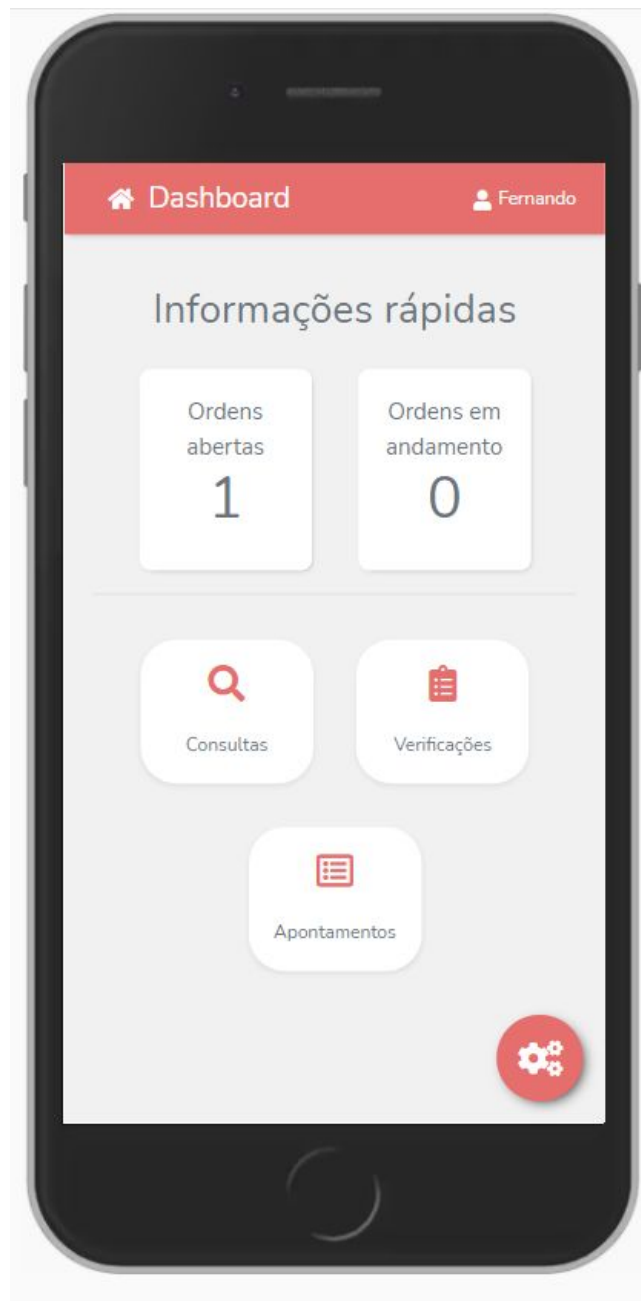 Dashboard
Fernando
Informações rápidas
Ordens
abertas
1
Ordens em
andamento
0
Consultas
Verificações
Apontamentos